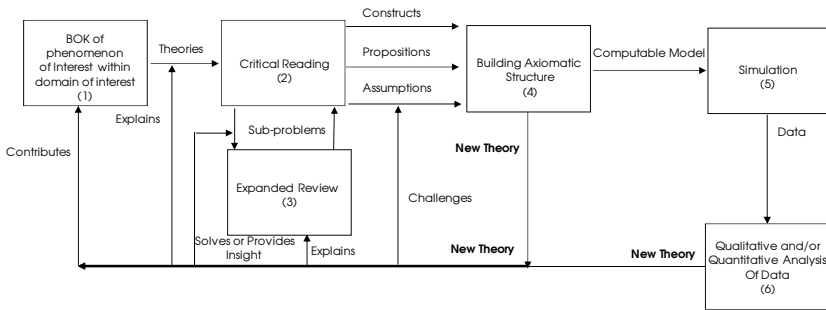 BOK of
phenomenon
of Interest within
domain of interest
(1)
Theories
Critical Reading
(2)
Constructs
Propositions
Assumptions
Building Axiomatic
Structure
(4)
Computable Model
Simulation
(5)
Explains
Contributes
Sub-problems
Expanded Review
(3)
New Theory
Data
Challenges
Solves or Provides
Insight
Explains
New Theory
New Theory
Qualitative and/or
Quantitative Analysis
Of Data
(6)